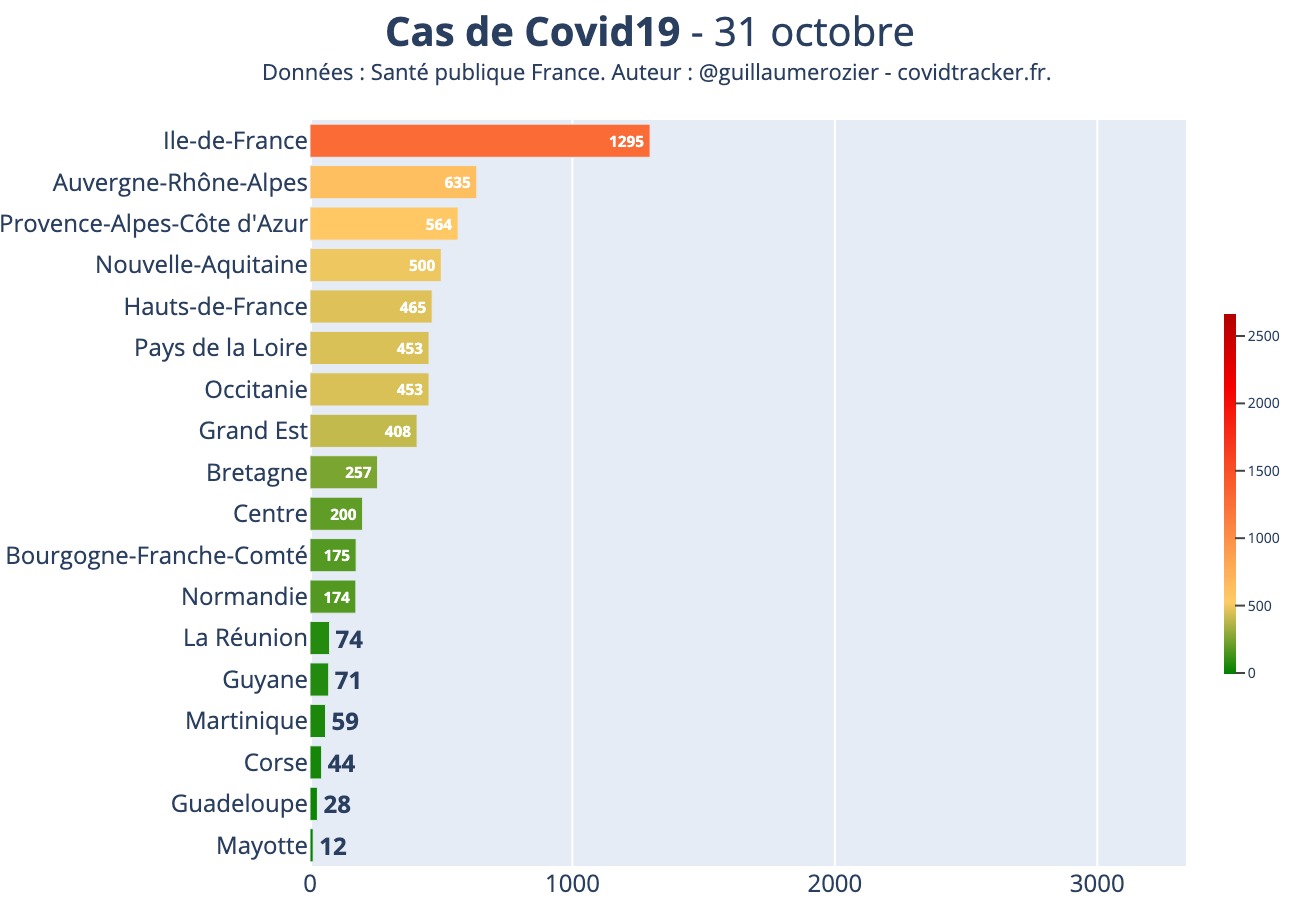 Cas de Covid19 - 31 octobre
Données : Santé publique France. Auteur : @guillaumerozier - covidtracker.fr.
Ile-de-France 1295
Auvergne-Rhône-Alpes 635
Provence-Alpes-Côte d'Azur 564
Nouvelle-Aquitaine 500
Hauts-de-France 465
Pays de la Loire 453
Occitanie 453
Grand Est 408
Bretagne 257
Centre 200
Bourgogne-Franche-Comté 175
Normandie 174
La Réunion 74
Guyane 71
Martinique 59
Corse 44
Guadeloupe 28
Mayotte 12
0 1000 2000 3000
2500
2000
1500
1000
500
0